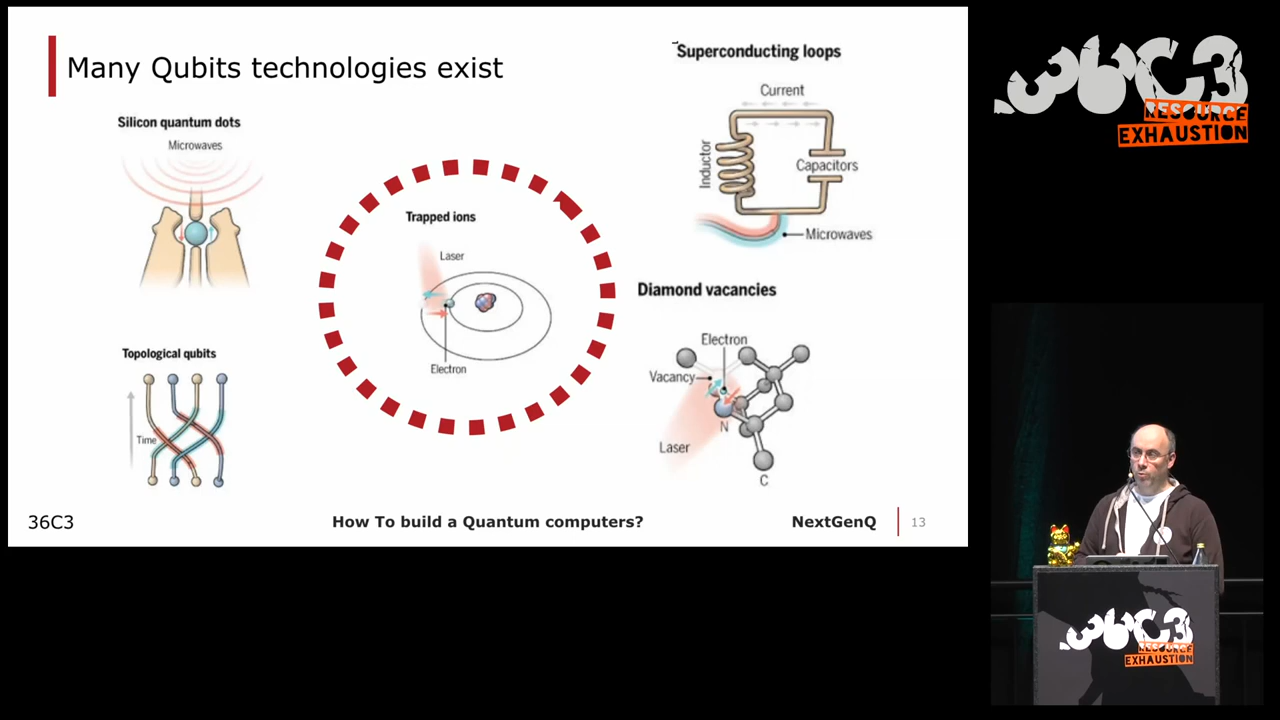 Many Qubits technologies exist
Silicon quantum dots
Microwaves
Trapped ions
Laser
Electron
Topological qubits
Time
Superconducting loops
Current
Inductor
Capacitors
Microwaves
Diamond vacancies
Electron
Vacancy
N
Laser
C
36C3
How To build a Quantum computers?
NextGenQ
13
36C3
RESOURCE
EXHAUSTION
36C3
RESOURCE
EXHAUSTION